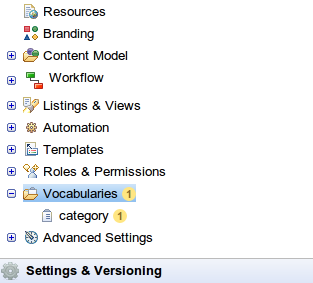 Resources
Branding
Content Model
Workflow
Listings & Views
Automation
Templates
Roles & Permissions
Vocabularies 1
category 1
Advanced Settings
Settings & Versioning